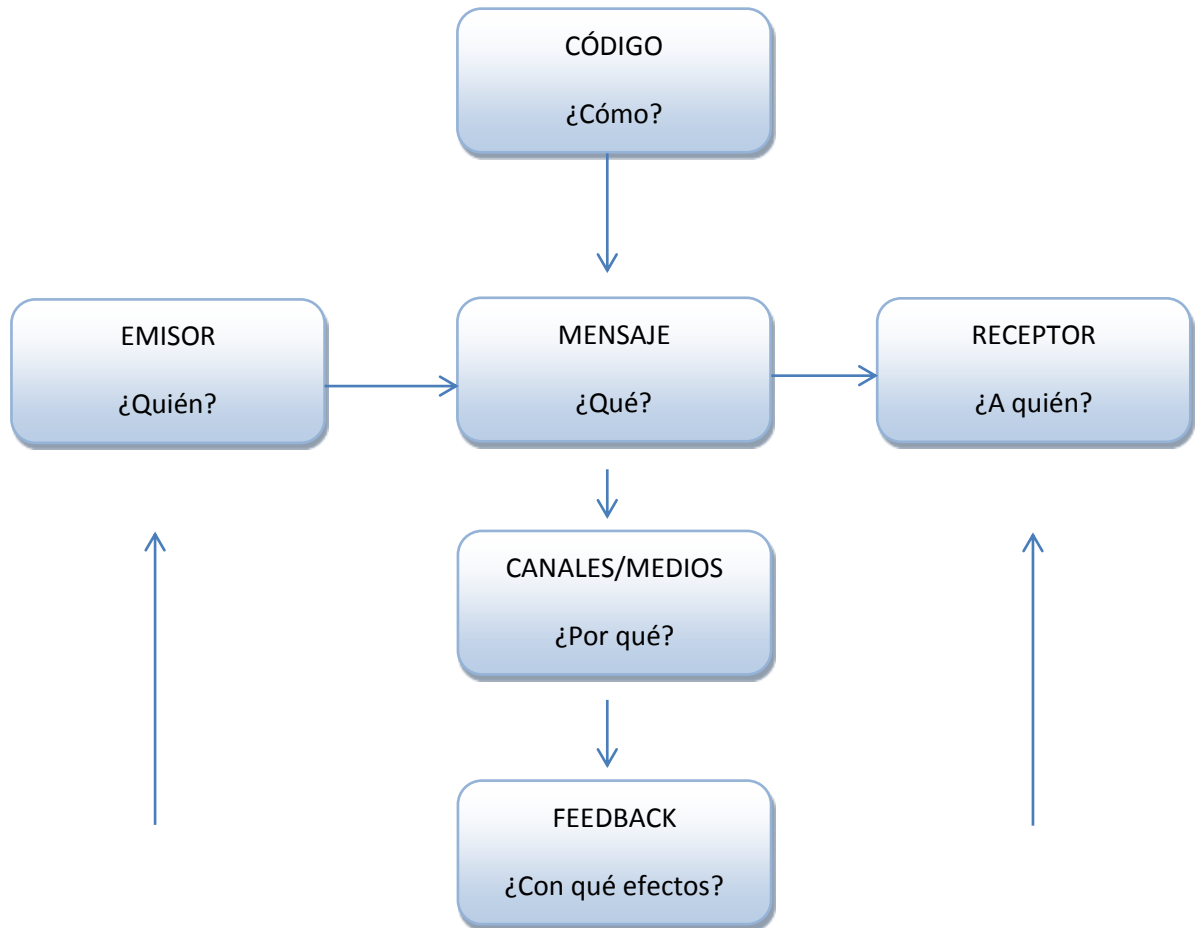 CÓDIGO
¿Cómo?
EMISOR
¿Quién?
MENSAJE
¿Qué?
RECEPTOR
¿A quién?
CANALES/MEDIOS
¿Por qué?
FEEDBACK
¿Con qué efectos?